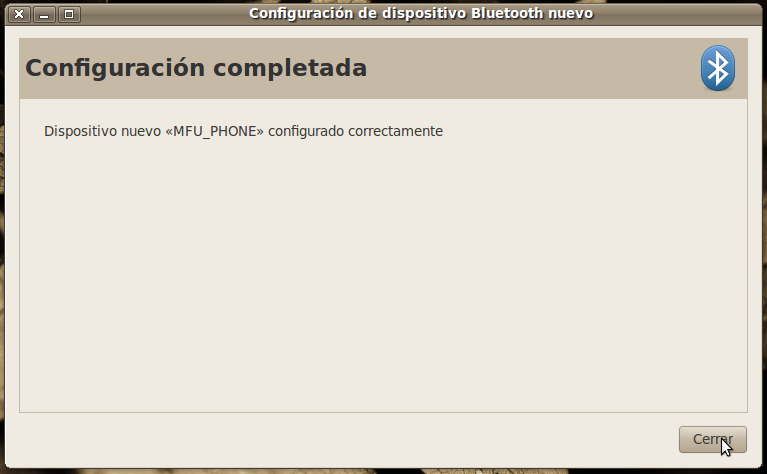 Configuración de dispositivo Bluetooth nuevo
Configuración completada
Dispositivo nuevo «MFU_PHONE» configurado correctamente
Cerrar